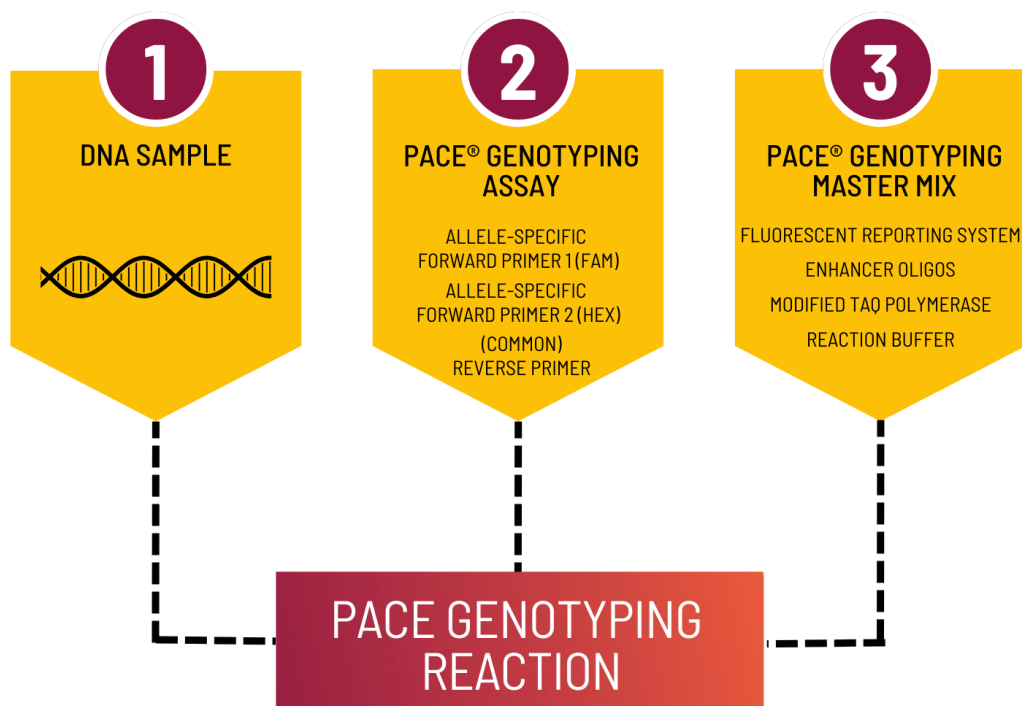 1
DNA SAMPLE
2
PACE® GENOTYPING
ASSAY
ALLELE-SPECIFIC
FORWARD PRIMER 1 (FAM)
ALLELE-SPECIFIC
FORWARD PRIMER 2 (HEX)
(COMMON)
REVERSE PRIMER
3
PACE® GENOTYPING
MASTER MIX
FLUORESCENT REPORTING SYSTEM
ENHANCER OLIGOS
MODIFIED TAQ POLYMERASE
REACTION BUFFER
PACE GENOTYPING
REACTION